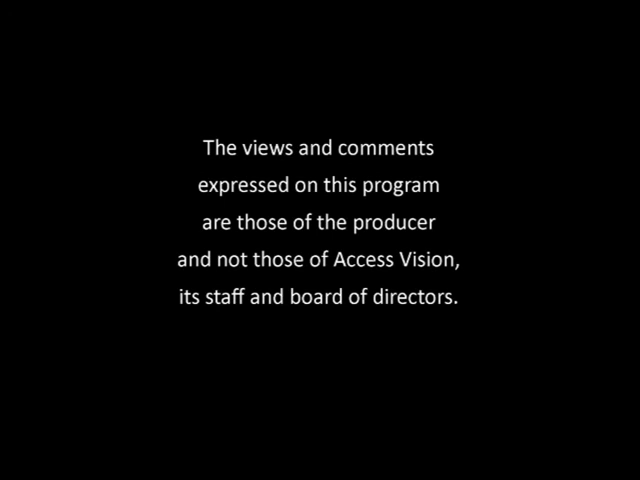 The views and comments
expressed on this program
are those of the producer
and not those of Access Vision,
its staff and board of directors.